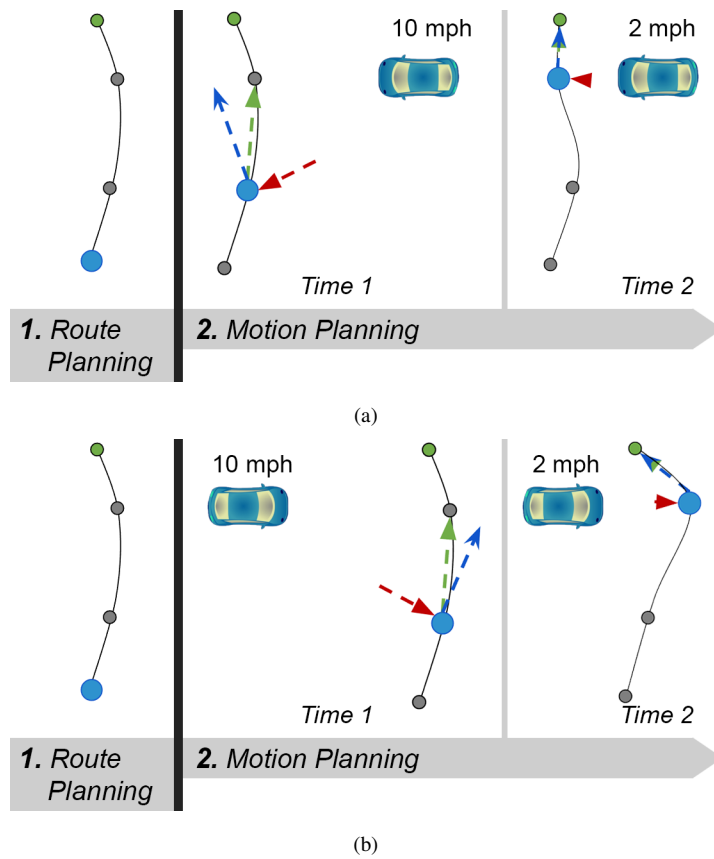 10 mph
2 mph
Time 1
Time 2
1. Route
Planning
2. Motion Planning
(a)
10 mph
2 mph
Time 1
Time 2
1. Route
Planning
2. Motion Planning
(b)